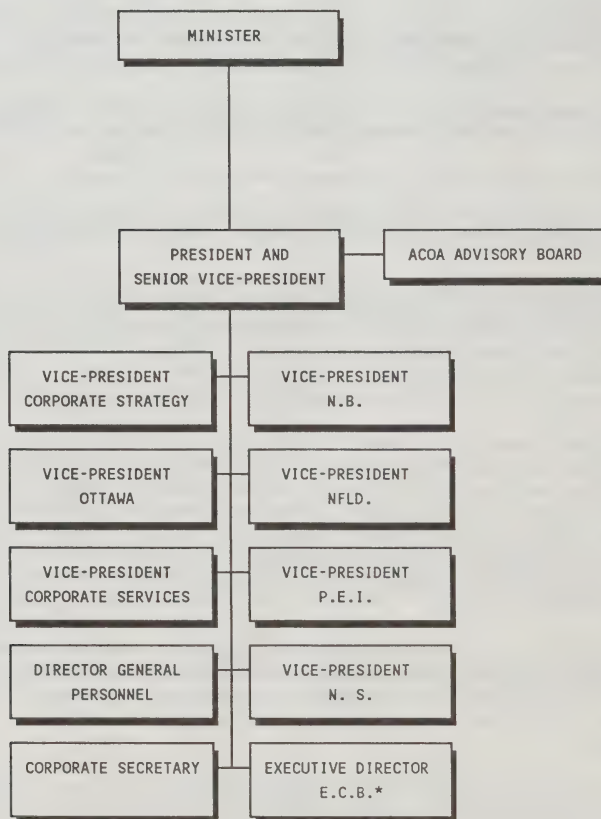 MINISTER
PRESIDENT AND
SENIOR VICE-PRESIDENT
ACOA ADVISORY BOARD
VICE-PRESIDENT
CORPORATE STRATEGY
VICE-PRESIDENT
N.B.
VICE-PRESIDENT
OTTAWA
VICE-PRESIDENT
NFLD.
VICE-PRESIDENT
CORPORATE SERVICES
VICE-PRESIDENT
P.E.I.
DIRECTOR GENERAL
PERSONNEL
VICE-PRESIDENT
N. S.
CORPORATE SECRETARY
EXECUTIVE DIRECTOR
E.C.B.*